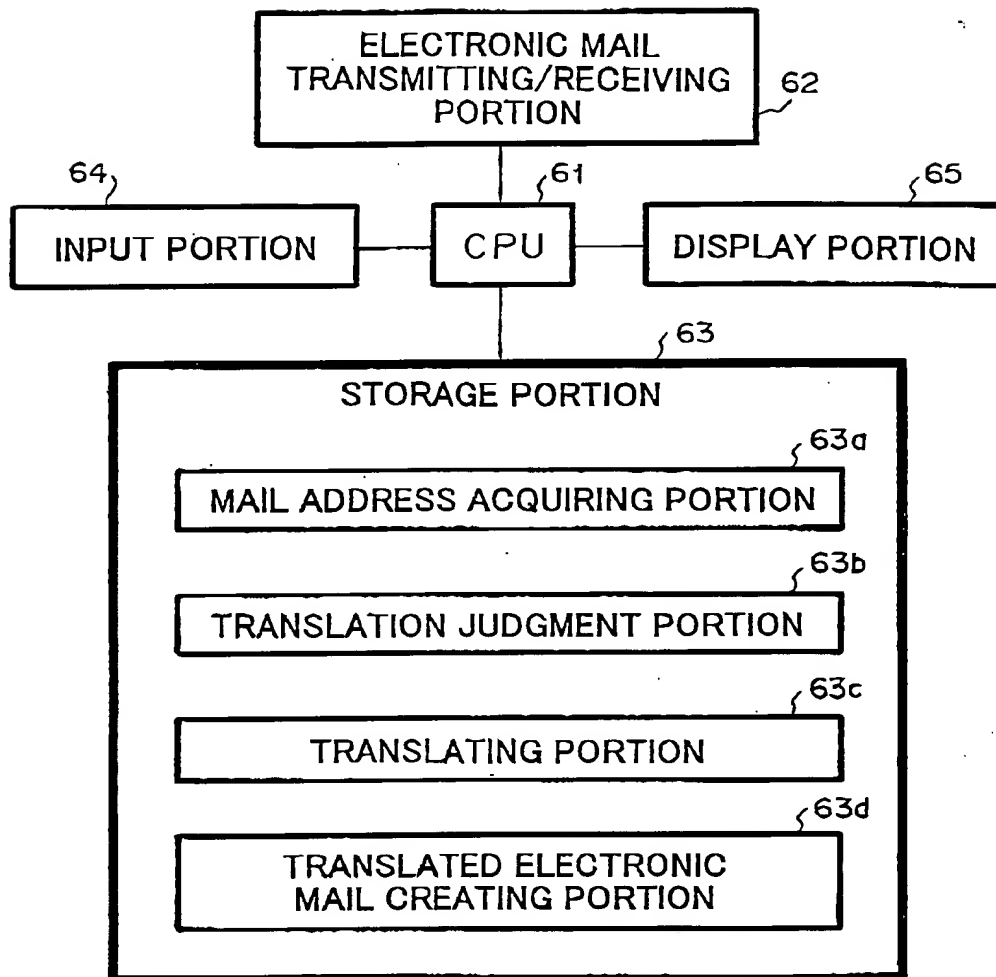 ELECTRONIC MAIL
TRANSMITTING/RECEIVING
PORTION
62
64
61
65
INPUT PORTION
CPU
DISPLAY PORTION
63
STORAGE PORTION
63a
MAIL ADDRESS ACQUIRING PORTION
63b
TRANSLATION JUDGMENT PORTION
63c
TRANSLATING PORTION
63d
TRANSLATED ELECTRONIC
MAIL CREATING PORTION